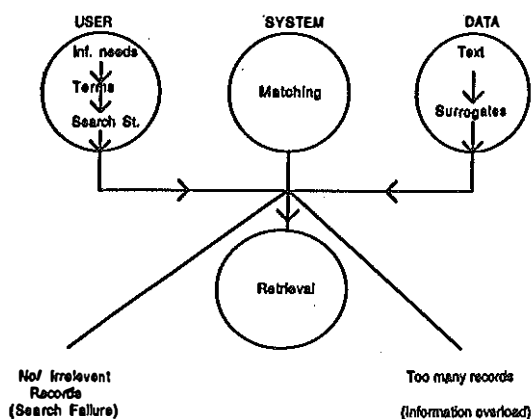 USER
SYSTEM
DATA
Inf. needs
Terms
Search St.
Matching
Text
Surrogates
Retrieval
No/ Irrelevent
Records
(Search Failure)
Too many records
(Information overload)